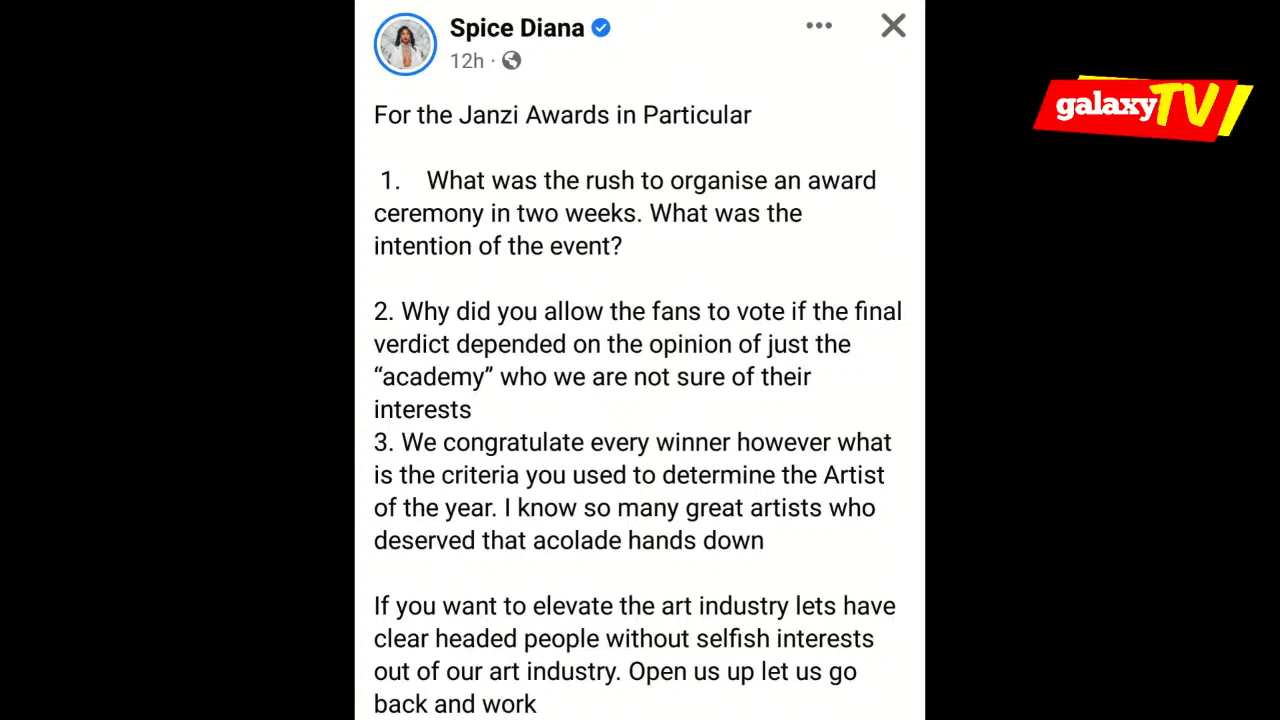 Spice Diana
12h ·
galaxyTV
For the Janzi Awards in Particular
1. What was the rush to organise an award
ceremony in two weeks. What was the
intention of the event?
2. Why did you allow the fans to vote if the final
verdict depended on the opinion of just the
“academy” who we are not sure of their
interests
3. We congratulate every winner however what
is the criteria you used to determine the Artist
of the year. I know so many great artists who
deserved that acolade hands down
If you want to elevate the art industry lets have
clear headed people without selfish interests
out of our art industry. Open us up let us go
back and work